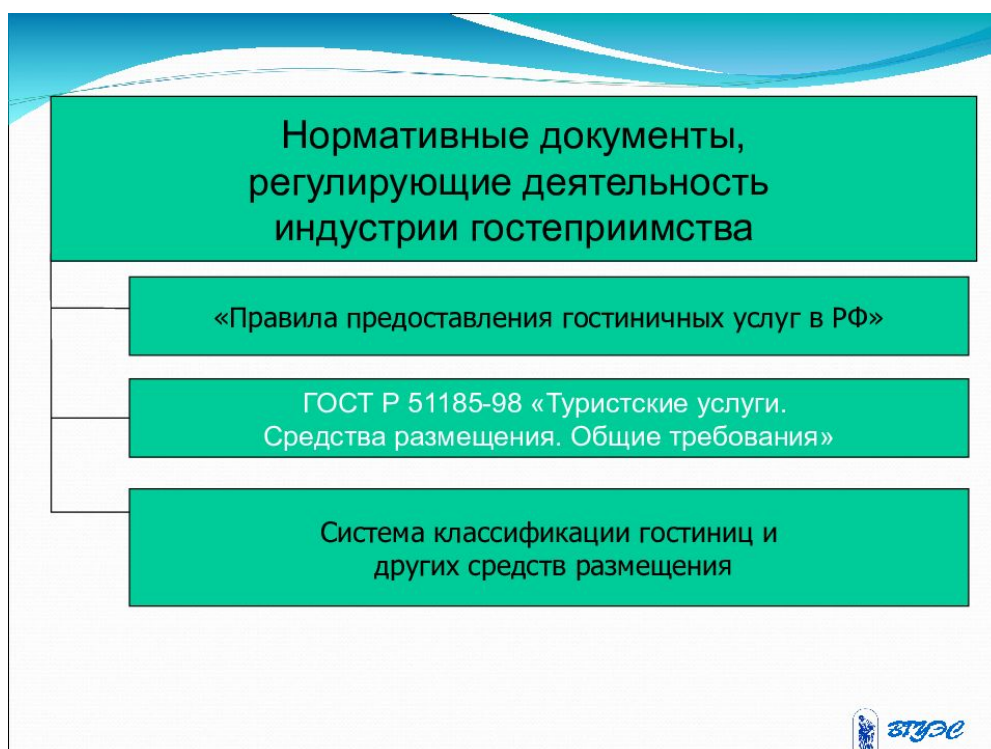 Нормативные документы,
регулирующие деятельность
индустрии гостеприимства
«Правила предоставления гостиничных услуг в РФ»
ГОСТ Р 51185-98 «Туристские услуги.
Средства размещения. Общие требования»
Система классификации гостиниц и
других средств размещения
ВГУЭС